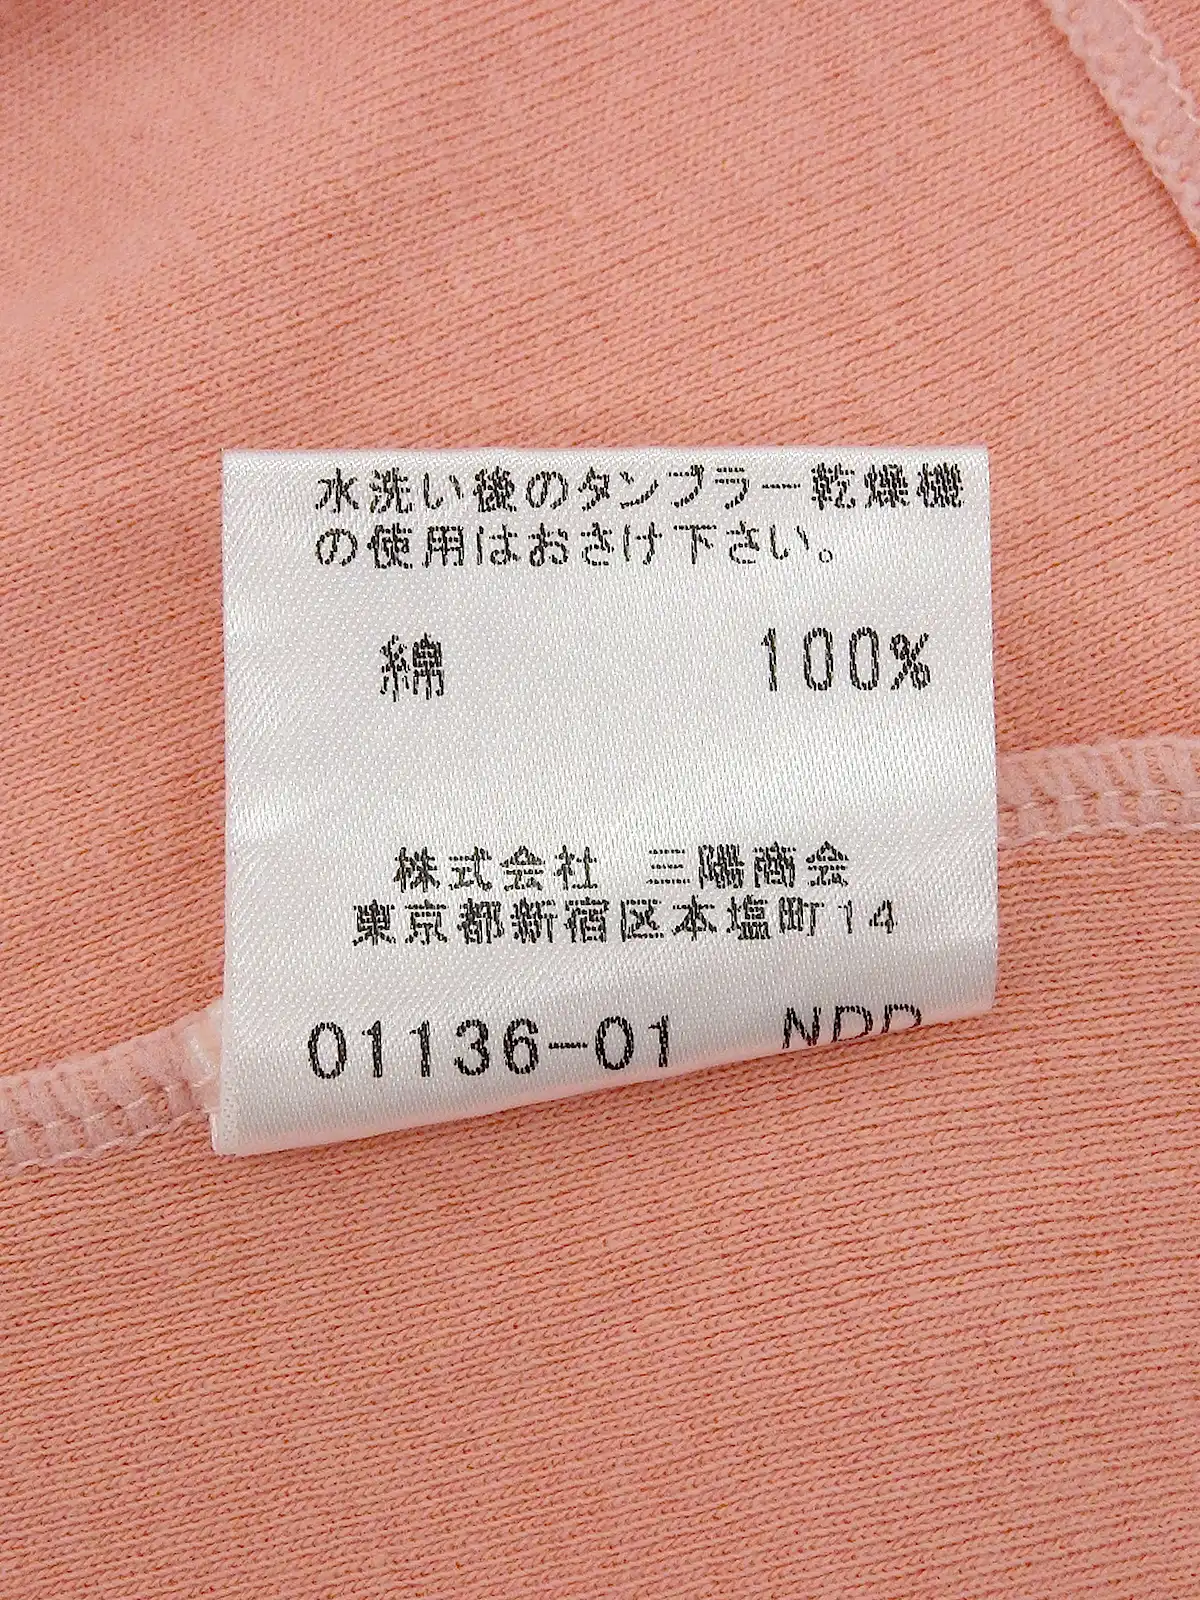 水洗い後のタンブラー乾燥機
の使用はおさけ下さい。
綿 100%
株式会社 三陽商会
東京都新宿区本塩町14
01136-01